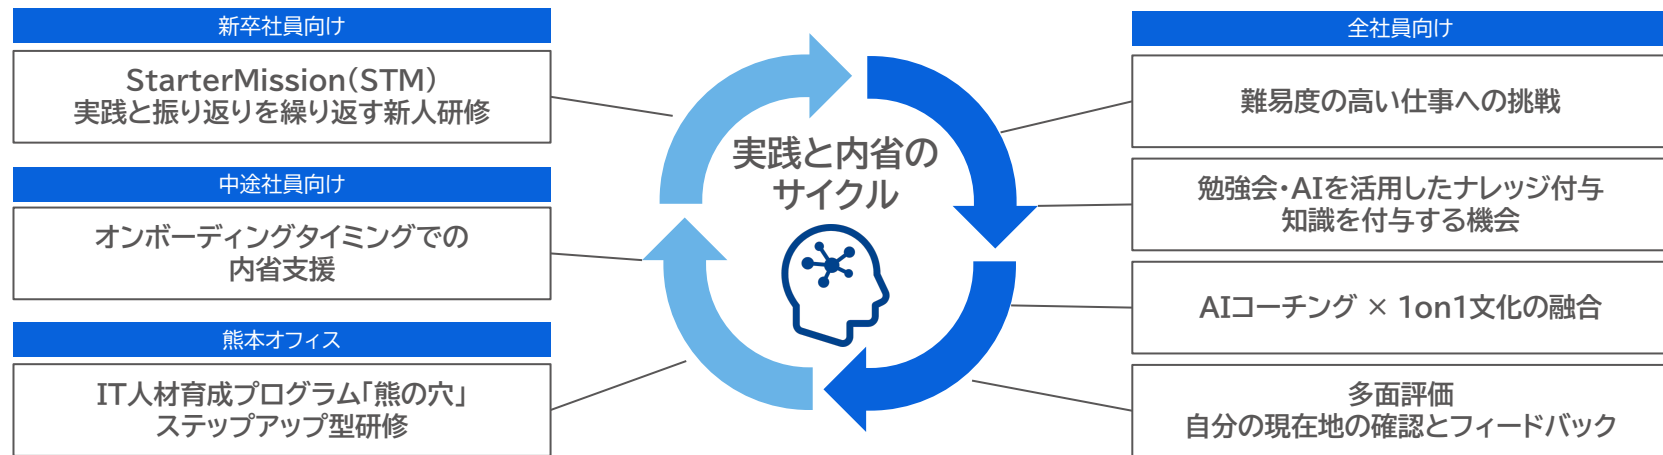 新卒社員向け
StarterMission(STM)
実践と振り返りを繰り返す新人研修
中途社員向け
オンボーディングタイミングでの
内省支援
熊本オフィス
IT人材育成プログラム「熊の穴」
ステップアップ型研修
実践と内省の
サイクル
全社員向け
難易度の高い仕事への挑戦
勉強会・AIを活用したナレッジ付与
知識を付与する機会
AIコーチング × 1on1文化の融合
多面評価
自分の現在地の確認とフィードバック